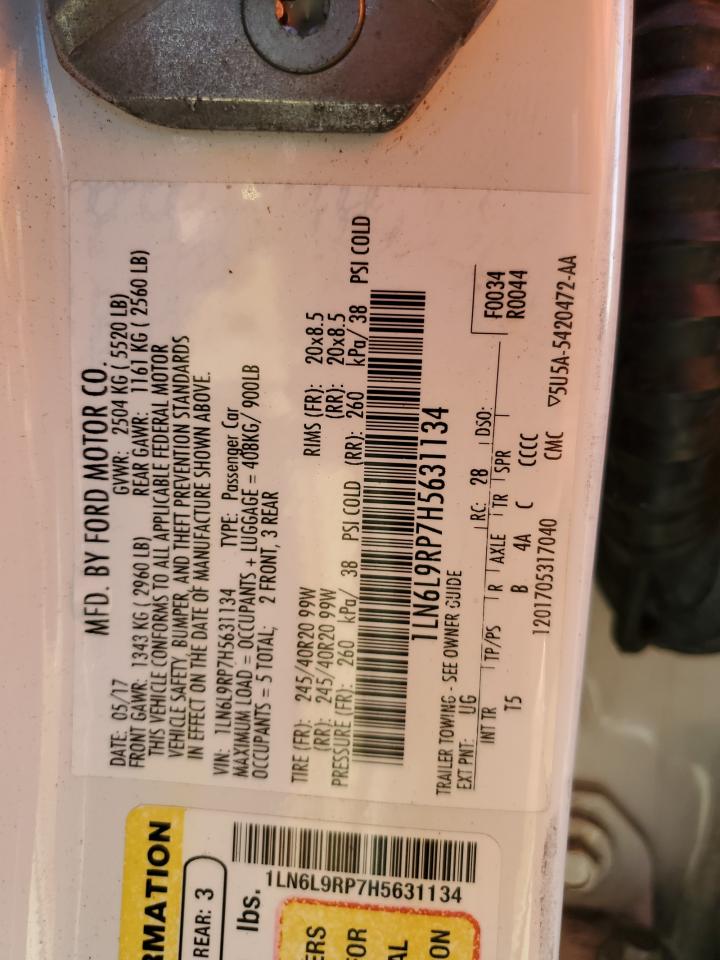 MFD. BY FORD MOTOR CO.
DATE: 05/17 GVWR: 2504 KG ( 5520 LB)
FRONT GAWR: 1343 KG ( 2960 LB) REAR GAWR: 1161 KG ( 2560 LB)
THIS VEHICLE CONFORMS TO ALL APPLICABLE FEDERAL MOTOR
VEHICLE SAFETY, BUMPER, AND THEFT PREVENTION STANDARDS
IN EFFECT ON THE DATE OF MANUFACTURE SHOWN ABOVE.
VIN: 1LN6L9RP7H5631134 TYPE: Passenger Car
MAXIMUM LOAD = OCCUPANTS + LUGGAGE = 408KG/ 900LB
OCCUPANTS = 5 TOTAL; 2 FRONT, 3 REAR
TIRE (FR): 245/40R20 99W RIMS (FR): 20x8.5
(RR): 245/40R20 99W (RR): 20x8.5
PRESSURE (FR): 260 kPa/ 38 PSI COLD (RR): 260 kPa/ 38 PSI COLD
1LN6L9RP7H5631134
TRAILER TOWING - SEE OWNER GUIDE
EXT PNT: UG RC: 28 DSO: F0034
INT TR TP/PS R AXLE TR SPR R0044
T5 B 4A C CCCC
1201705317040 CMC ▽5U5A-5420472-AA
RMATION
REAR: 3
lbs.
1LN6L9RP7H5631134
ERS
FOR
AL
ON